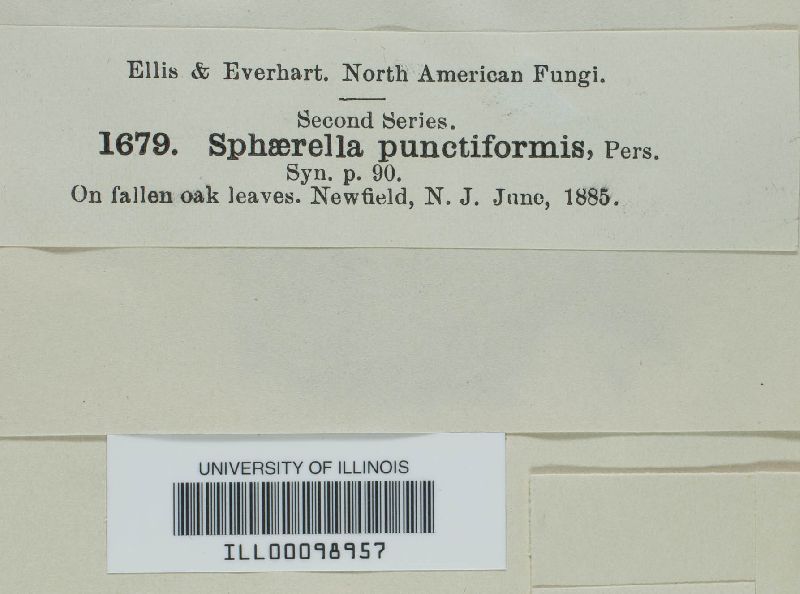 Ellis & Everhart. North American Fungi.
Second Series.
1679. Sphærella punctiformis, Pers.
Syn. p. 90.
On fallen oak leaves. Newfield, N. J. June, 1885.
UNIVERSITY OF ILLINOIS
ILL00098957